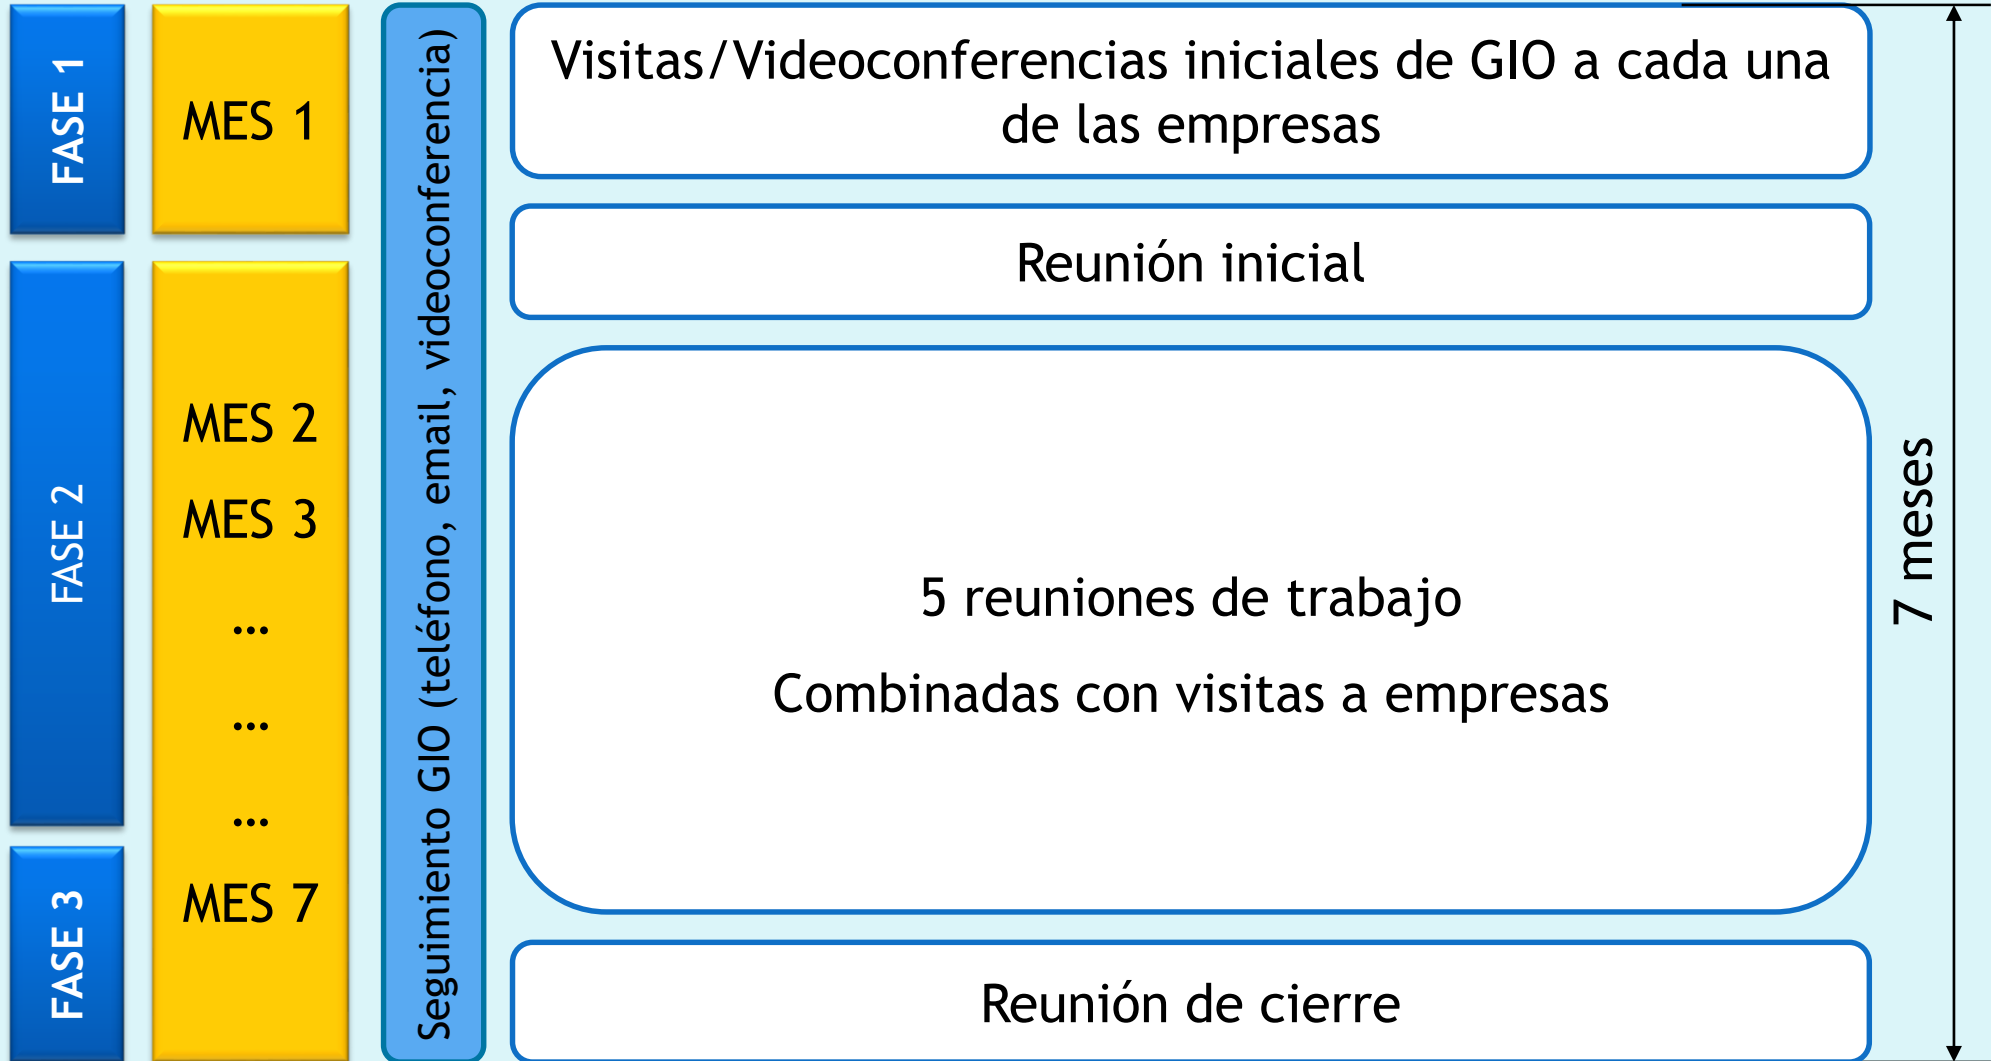 FASE 1
MES 1
Seguimiento GIO (teléfono, email, videoconferencia)
Visitas/Videoconferencias iniciales de GIO a cada una
de las empresas
Reunión inicial
FASE 2
MES 2
MES 3
...
...
...
MES 7
5 reuniones de trabajo
Combinadas con visitas a empresas
7 meses
FASE 3
Reunión de cierre